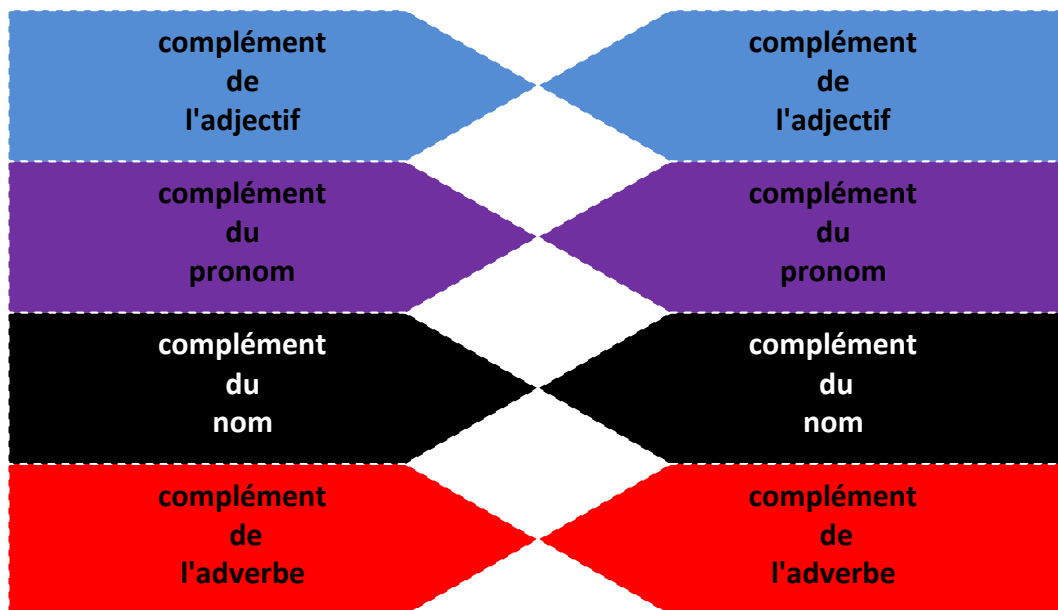 complément
de
l'adjectif
complément
de
l'adjectif
complément
du
pronom
complément
du
pronom
complément
du
nom
complément
du
nom
complément
de
l'adverbe
complément
de
l'adverbe